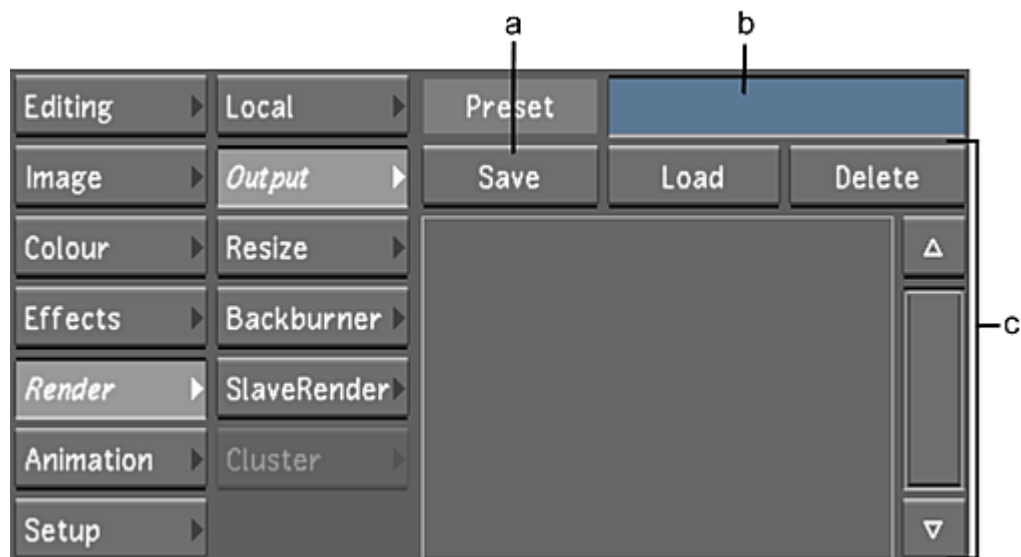 a
b
Editing Local Preset
Image Output Save Load Delete
Colour Resize
Effects Backburner
c
Render SlaveRender
Animation Cluster
Setup